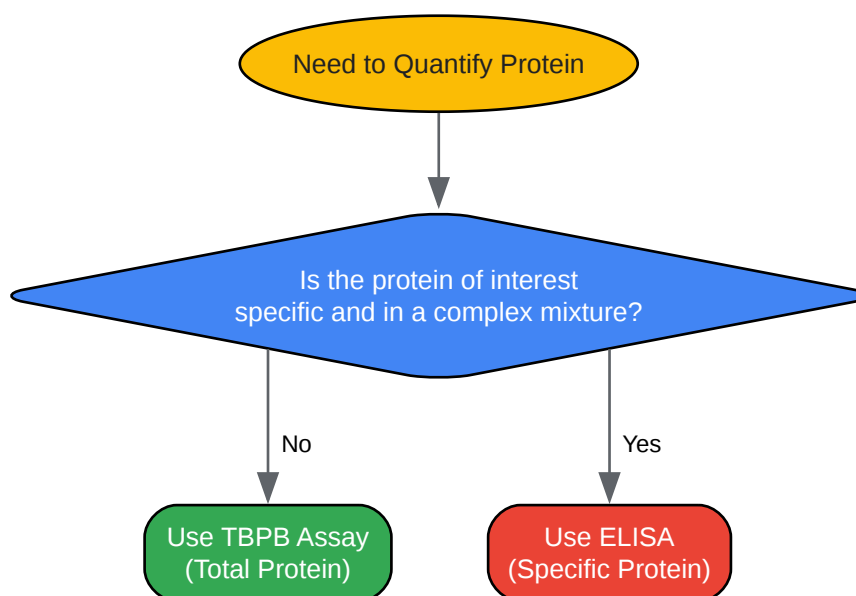 Need to Quantify Protein
Is the protein of interest
specific and in a complex mixture?
No
Yes
Use TBPB Assay
(Total Protein)
Use ELISA
(Specific Protein)